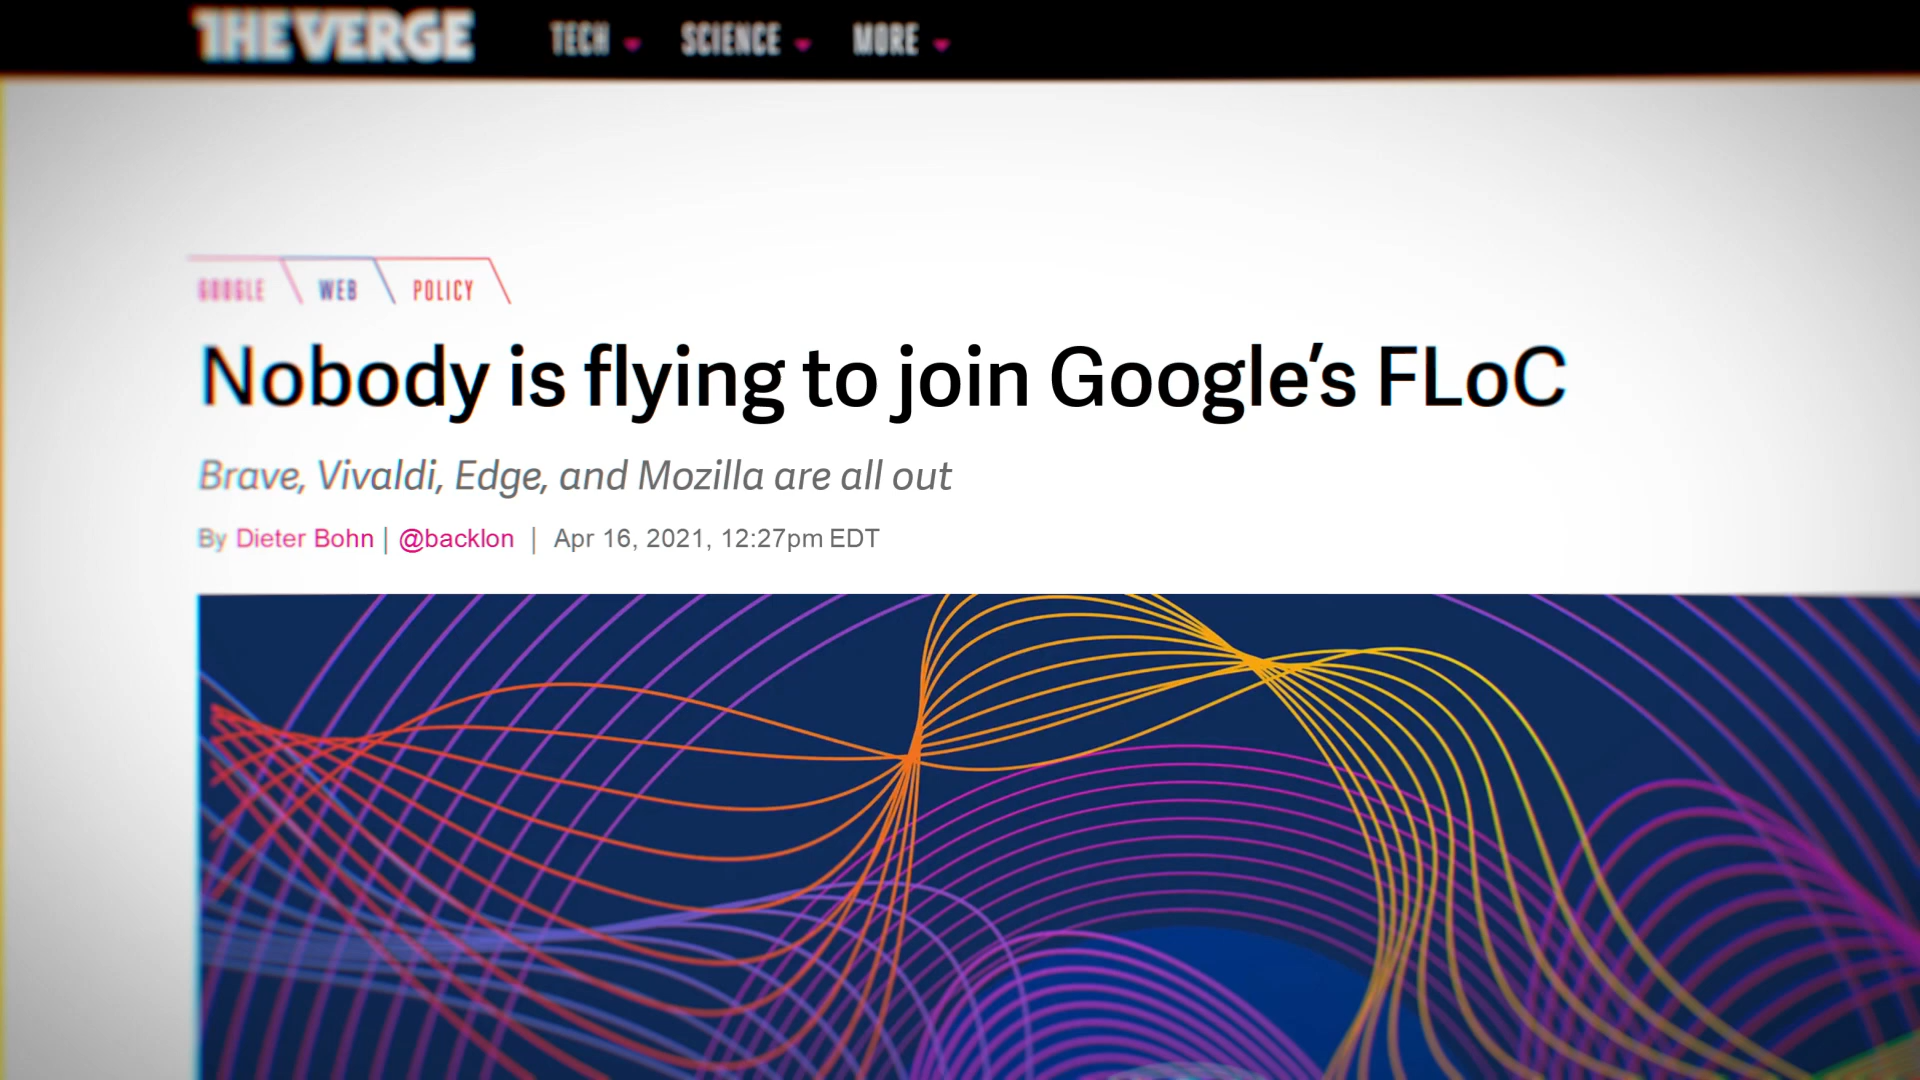 THE VERGE TECH SCIENCE MORE
GOOGLE WEB POLICY
Nobody is flying to join Google’s FLoC
Brave, Vivaldi, Edge, and Mozilla are all out
By Dieter Bohn | @backlon | Apr 16, 2021, 12:27pm EDT